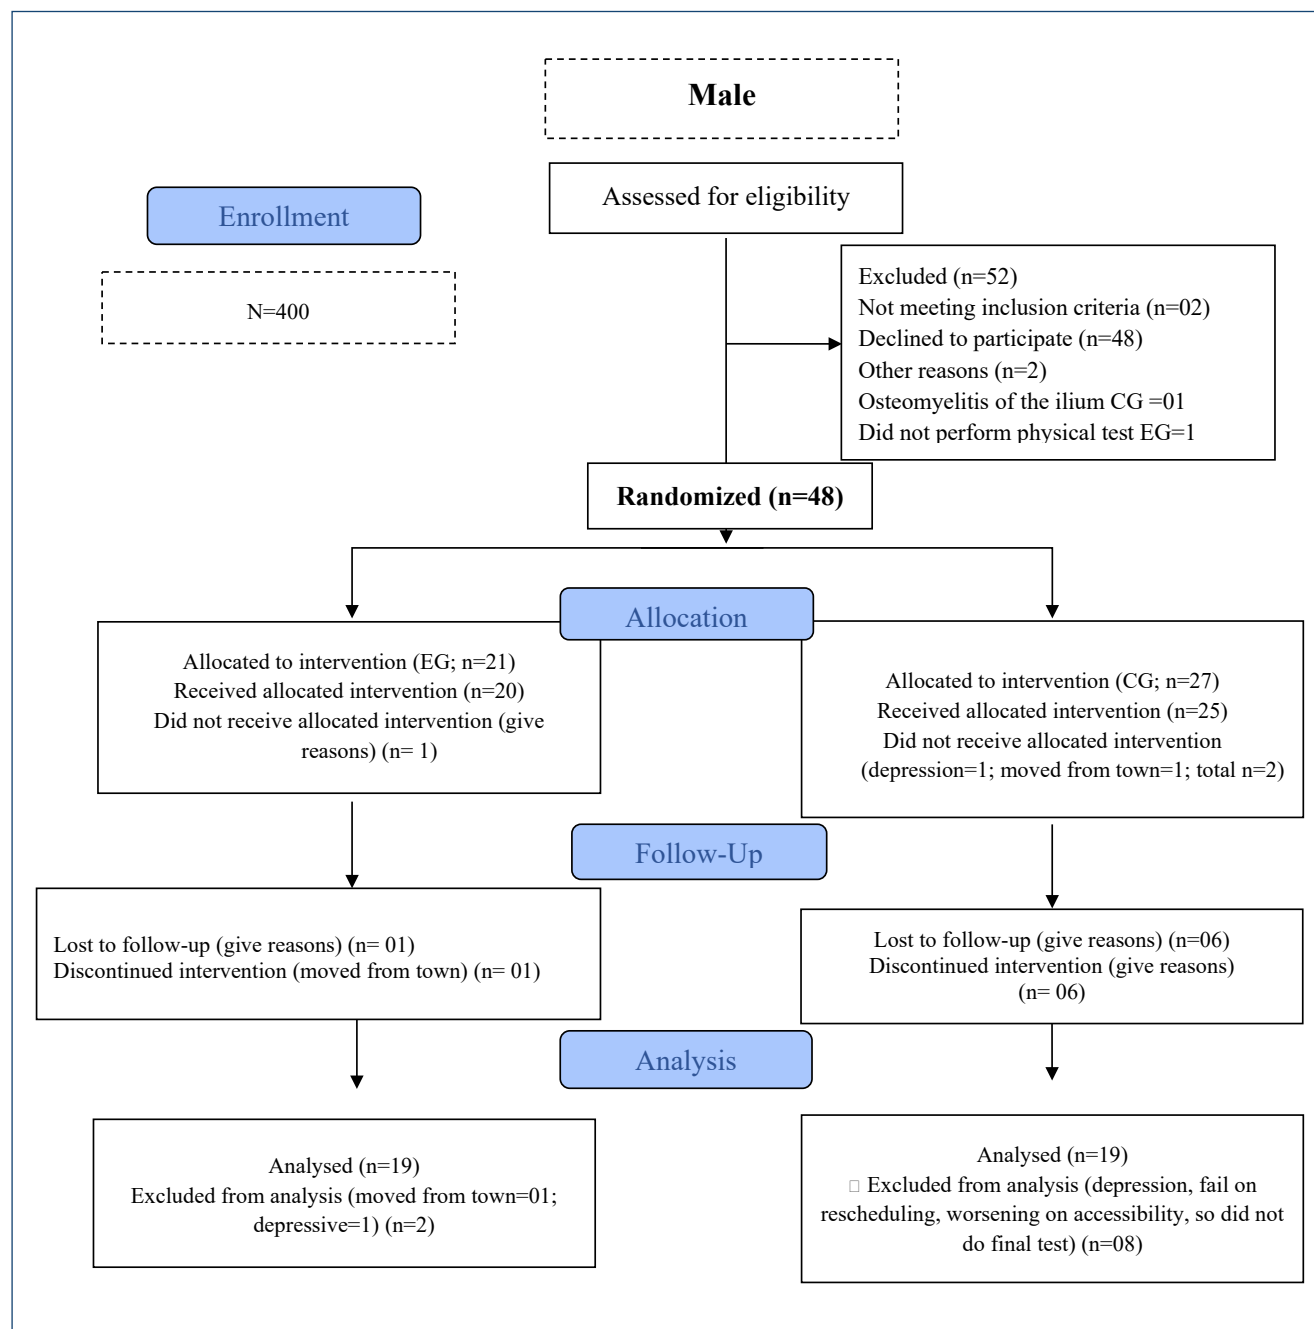 Male
Assessed for eligibility
Enrollment
N=400
Excluded (n=52)
Not meeting inclusion criteria (n=02)
Declined to participate (n=48)
Other reasons (n=2)
Osteomyelitis of the ilium CG =01
Did not perform physical test EG=1
Randomized (n=48)
Allocation
Allocated to intervention (EG; n=21)
Received allocated intervention (n=20)
Did not receive allocated intervention (give
reasons) (n= 1)
Allocated to intervention (CG; n=27)
Received allocated intervention (n=25)
Did not receive allocated intervention
(depression=1; moved from town=1; total n=2)
Follow-Up
Lost to follow-up (give reasons) (n= 01)
Discontinued intervention (moved from town) (n= 01)
Lost to follow-up (give reasons) (n=06)
Discontinued intervention (give reasons)
(n= 06)
Analysis
Analysed (n=19)
Excluded from analysis (moved from town=01;
depressive=1) (n=2)
Analysed (n=19)
Excluded from analysis (depression, fail on
rescheduling, worsening on accessibility, so did not
do final test) (n=08)